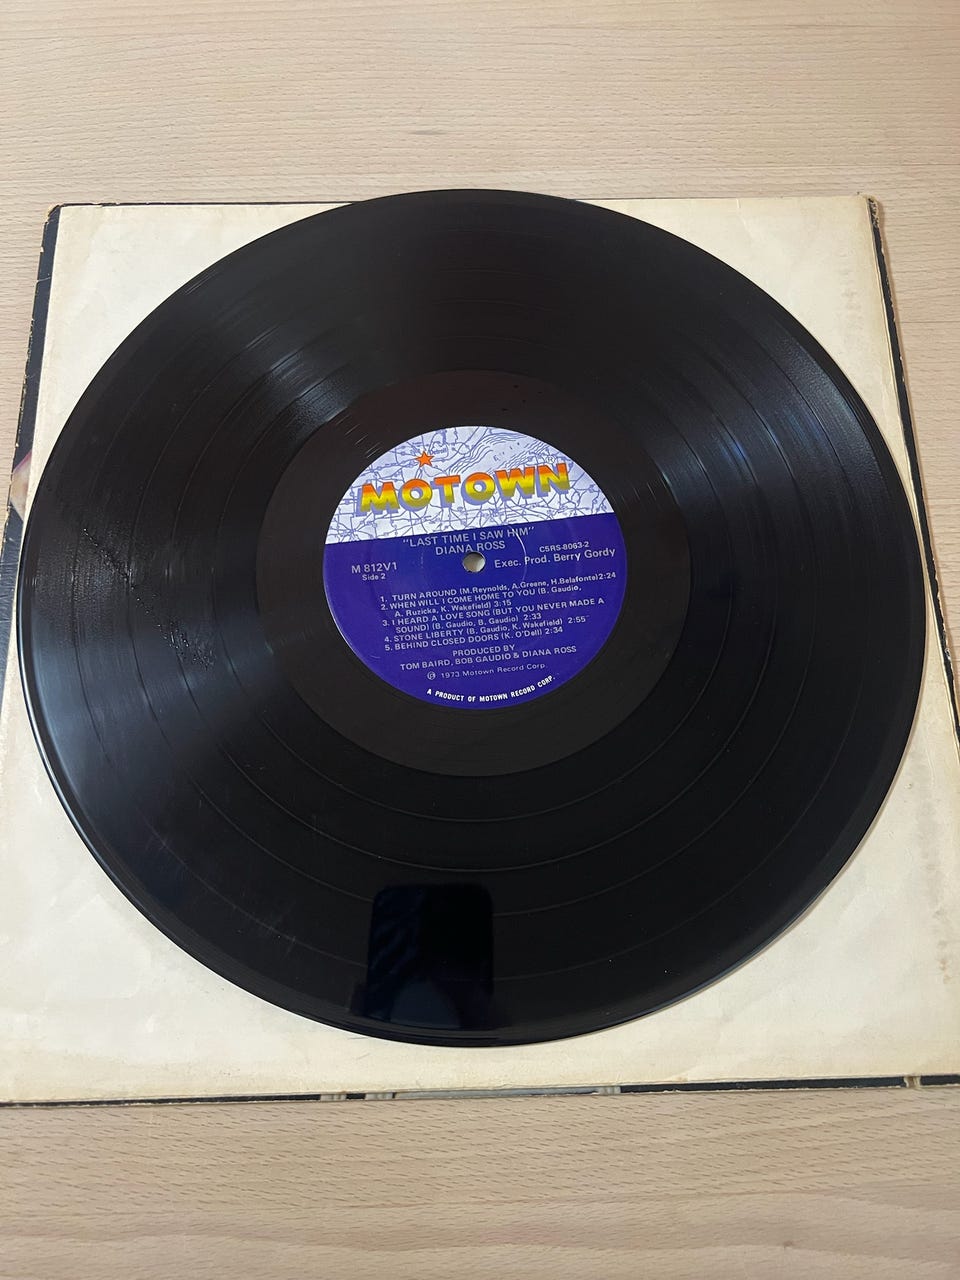 Detroit
MOTOWN
"LAST TIME I SAW HIM"
DIANA ROSS
M 812V1
Side 2
C5RS-8063-2
Exec. Prod. Berry Gordy
1. TURN AROUND (M.Reynolds, A.Greene, H.Belafonte)2:24
2. WHEN WILL I COME HOME TO YOU (B. Gaudio,
A. Ruzicka, K. Wakefield) 3:15
3. I HEARD A LOVE SONG (BUT YOU NEVER MADE A
SOUND) (B. Gaudio, B. Gaudio) 2:33
4. STONE LIBERTY (B. Gaudio, K. Wakefield) 2:55
5. BEHIND CLOSED DOORS (K. O'Dell) 2:34
PRODUCED BY
TOM BAIRD, BOB GAUDIO & DIANA ROSS
℗ 1973 Motown Record Corp.
A PRODUCT OF MOTOWN RECORD CORP.